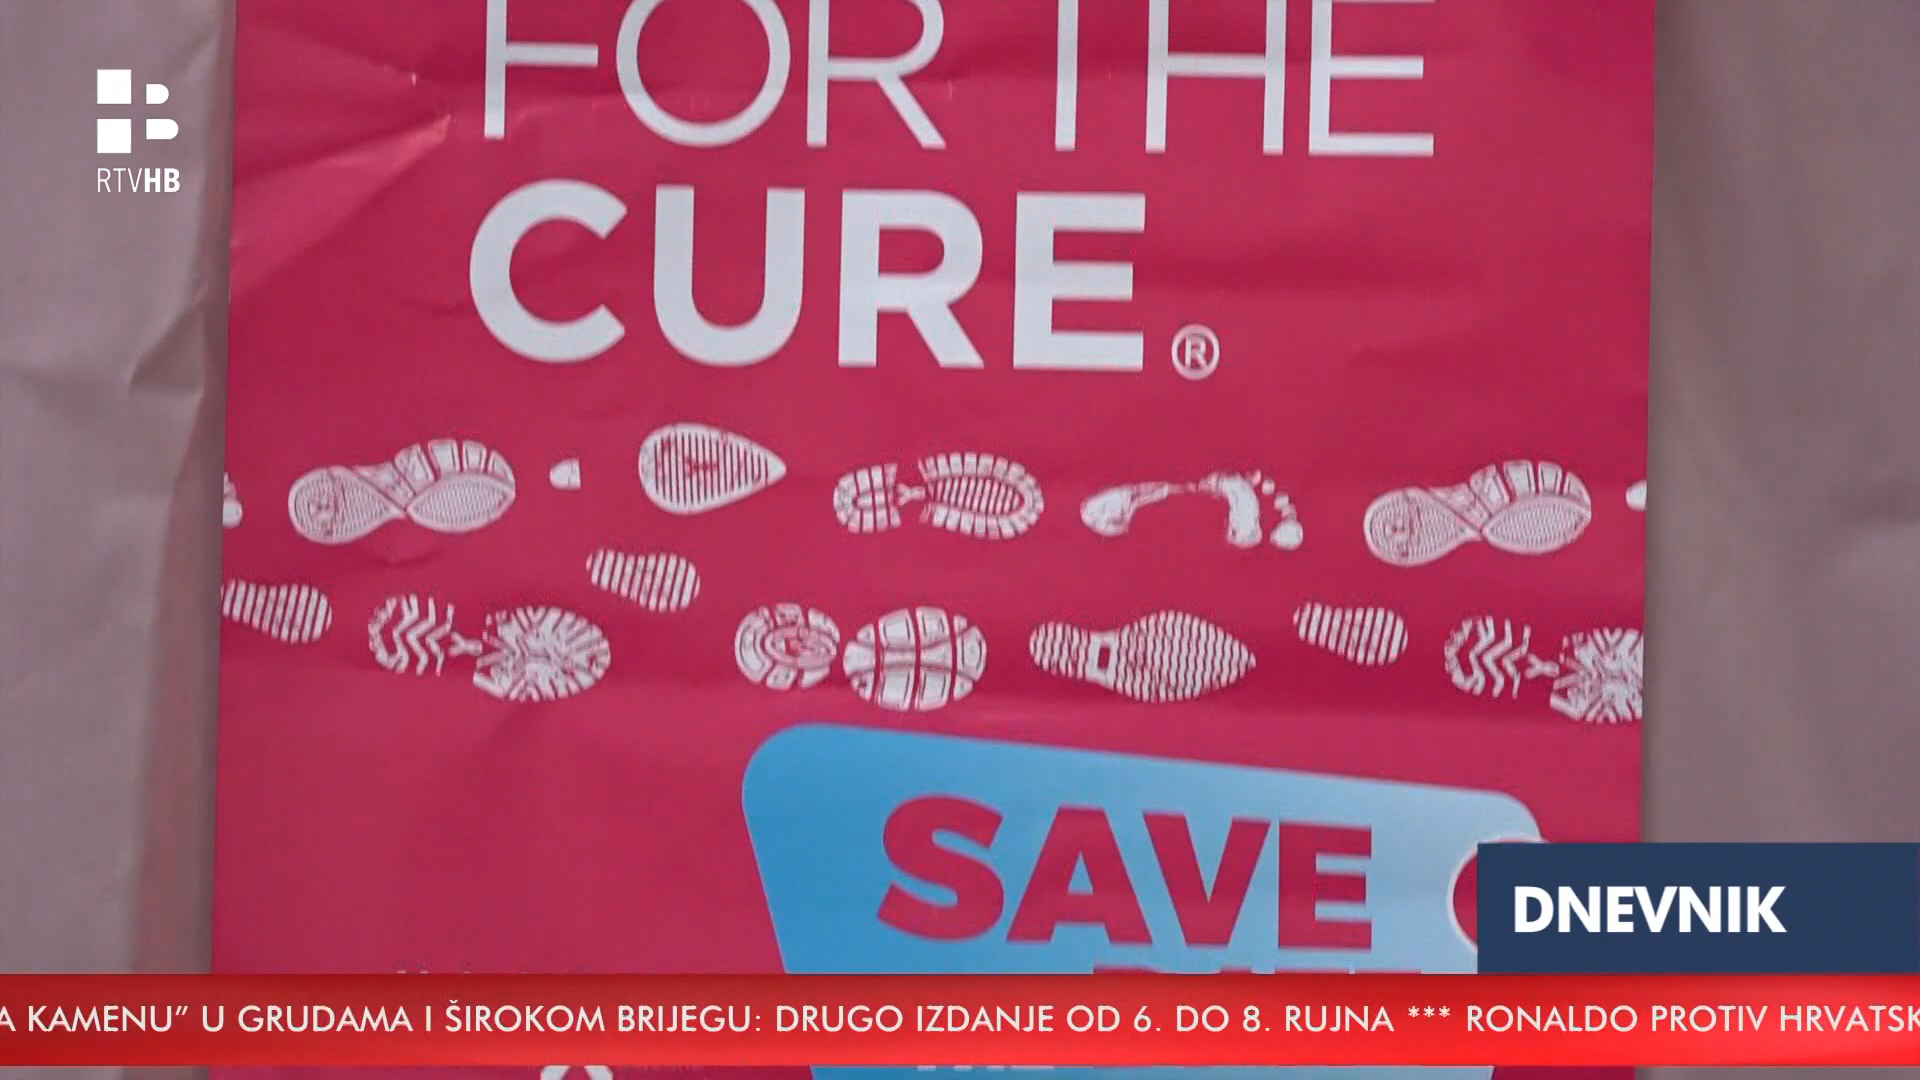 FOR THE
CURE®
RTVHB
SAVE
DNEVNIK
A KAMENU” U GRUDAMA I ŠIROKOM BRIJEGU: DRUGO IZDANJE OD 6. DO 8. RUJNA *** RONALDO PROTIV HRVATSK